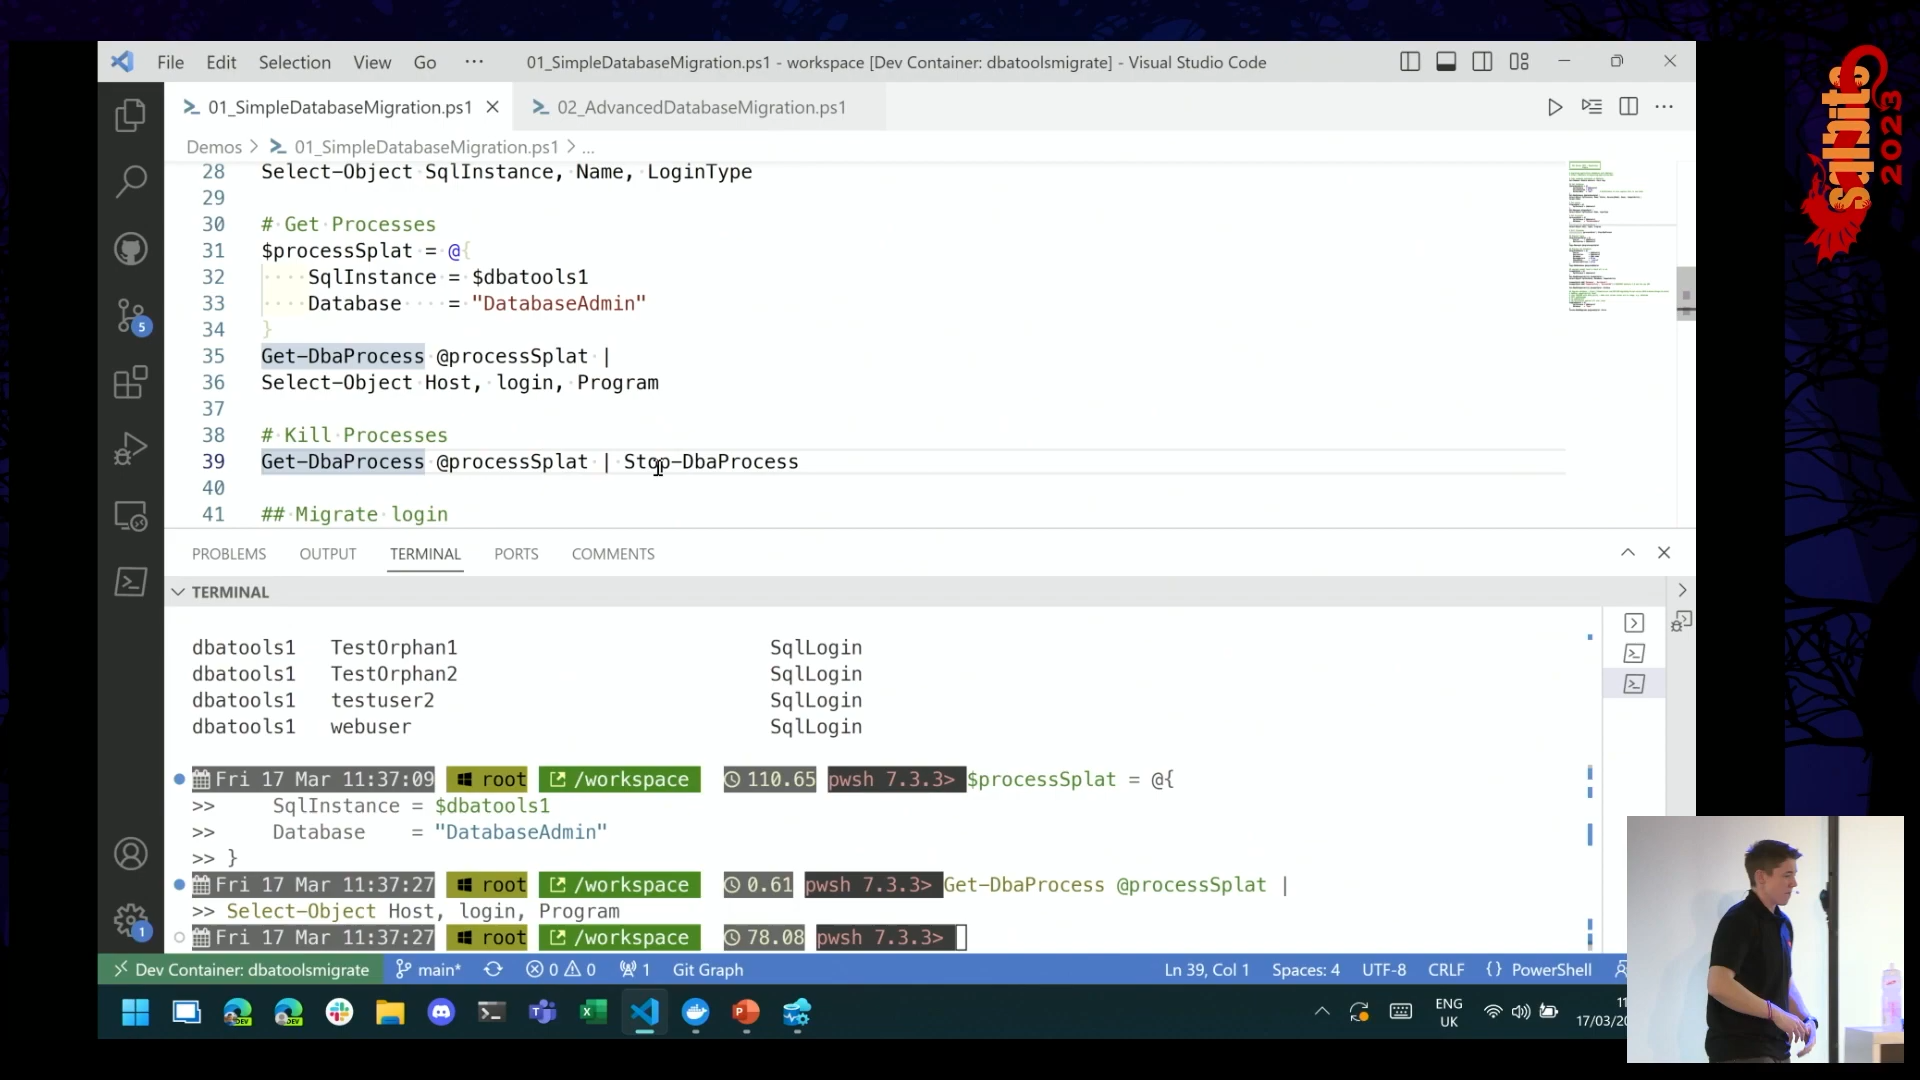 File Edit Selection View Go ··· 01_SimpleDatabaseMigration.ps1 - workspace [Dev Container: dbatoolsmigrate] - Visual Studio Code
01_SimpleDatabaseMigration.ps1 02_AdvancedDatabaseMigration.ps1
Demos > 01_SimpleDatabaseMigration.ps1 > ...
28 Select-Object SqlInstance, Name, LoginType
29
30 # Get Processes
31 $processSplat = @{
32 SqlInstance = $dbatools1
33 Database = "DatabaseAdmin"
34 }
35 Get-DbaProcess @processSplat |
36 Select-Object Host, login, Program
37
38 # Kill Processes
39 Get-DbaProcess @processSplat | Stop-DbaProcess
40
41 ## Migrate login
PROBLEMS OUTPUT TERMINAL PORTS COMMENTS
TERMINAL
dbatools1 TestOrphan1 SqlLogin
dbatools1 TestOrphan2 SqlLogin
dbatools1 testuser2 SqlLogin
dbatools1 webuser SqlLogin
Fri 17 Mar 11:37:09 root /workspace 110.65 pwsh 7.3.3> $processSplat = @{
>> SqlInstance = $dbatools1
>> Database = "DatabaseAdmin"
>> }
Fri 17 Mar 11:37:27 root /workspace 0.61 pwsh 7.3.3> Get-DbaProcess @processSplat |
>> Select-Object Host, login, Program
Fri 17 Mar 11:37:27 root /workspace 78.08 pwsh 7.3.3>
5
1
Dev Container: dbatoolsmigrate main* 0 0 1 Git Graph Ln 39, Col 1 Spaces: 4 UTF-8 CRLF {} PowerShell
DEV DEV ENG
UK
17/03/20
sqlbits
2023